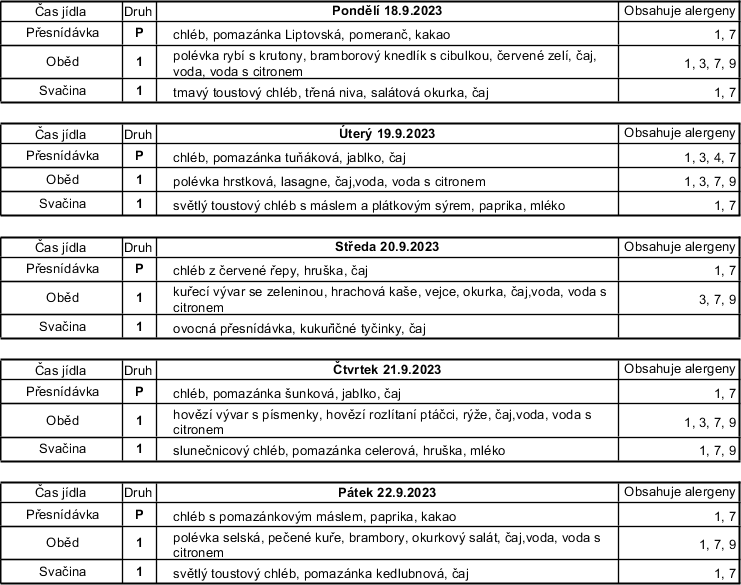 Čas jídla Druh Pondělí 18.9.2023 Obsahuje alergeny
Přesnídávka P chléb, pomazánka Liptovská, pomeranč, kakao 1, 7
Oběd 1 polévka rybí s krutony, bramborový knedlík s cibulkou, červené zelí, čaj, voda, voda s citronem 1, 3, 7, 9
Svačina 1 tmavý toustový chléb, třená niva, salátová okurka, čaj 1, 7
Čas jídla Druh Úterý 19.9.2023 Obsahuje alergeny
Přesnídávka P chléb, pomazánka tuňáková, jablko, čaj 1, 3, 4, 7
Oběd 1 polévka hrstková, lasagne, čaj,voda, voda s citronem 1, 3, 7, 9
Svačina 1 světlý toustový chléb s máslem a plátkovým sýrem, paprika, mléko 1, 7
Čas jídla Druh Středa 20.9.2023 Obsahuje alergeny
Přesnídávka P chléb z červené řepy, hruška, čaj 1, 7
Oběd 1 kuřecí vývar se zeleninou, hrachová kaše, vejce, okurka, čaj,voda, voda s citronem 3, 7, 9
Svačina 1 ovocná přesnídávka, kukuřičné tyčinky, čaj
Čas jídla Druh Čtvrtek 21.9.2023 Obsahuje alergeny
Přesnídávka P chléb, pomazánka šunková, jablko, čaj 1, 7
Oběd 1 hovězí vývar s písmenky, hovězí rozlítaní ptáčci, rýže, čaj,voda, voda s citronem 1, 3, 7, 9
Svačina 1 slunečnicový chléb, pomazánka celerová, hruška, mléko 1, 7, 9
Čas jídla Druh Pátek 22.9.2023 Obsahuje alergeny
Přesnídávka P chléb s pomazánkovým máslem, paprika, kakao 1, 7
Oběd 1 polévka selská, pečené kuře, brambory, okurkový salát, čaj,voda, voda s citronem 1, 7, 9
Svačina 1 světlý toustový chléb, pomazánka kedlubnová, čaj 1, 7